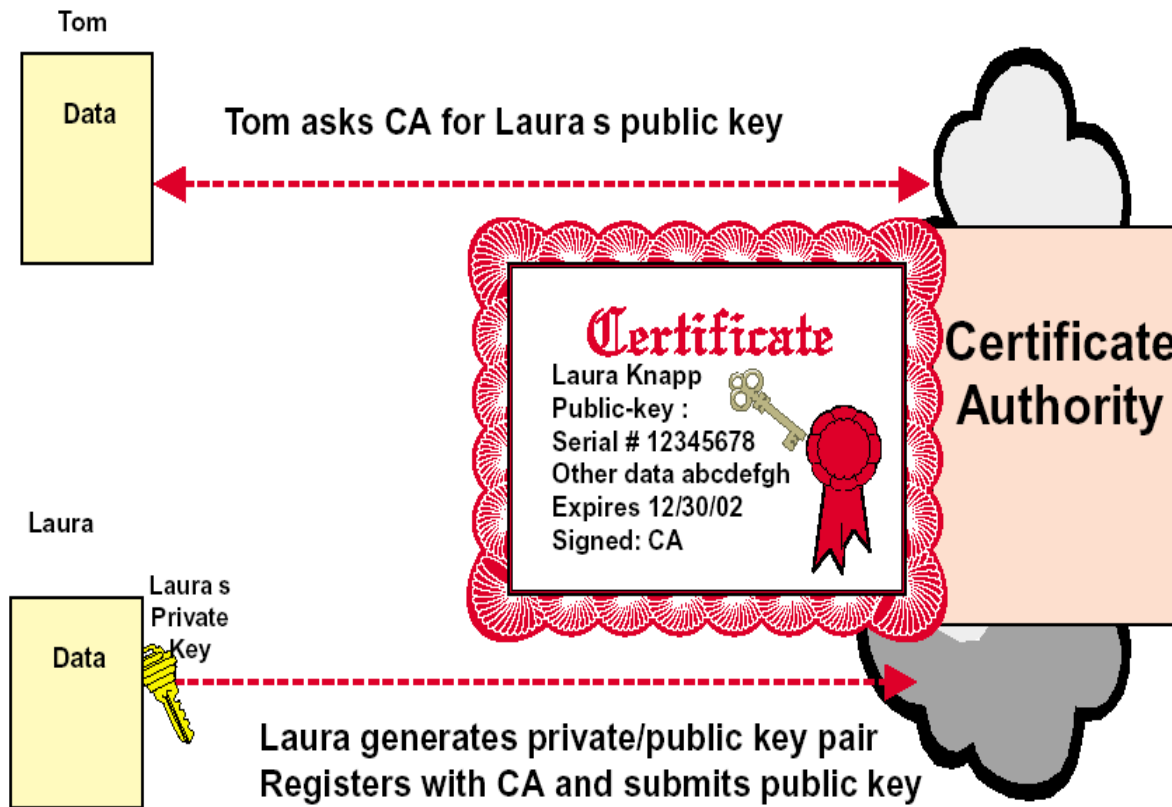 Tom
Data
Tom asks CA for Laura s public key
Certificate
Laura Knapp
Public-key :
Serial # 12345678
Other data abcdefgh
Expires 12/30/02
Signed: CA
Certificate
Authority
Laura
Laura s
Private
Key
Data
Laura generates private/public key pair
Registers with CA and submits public key